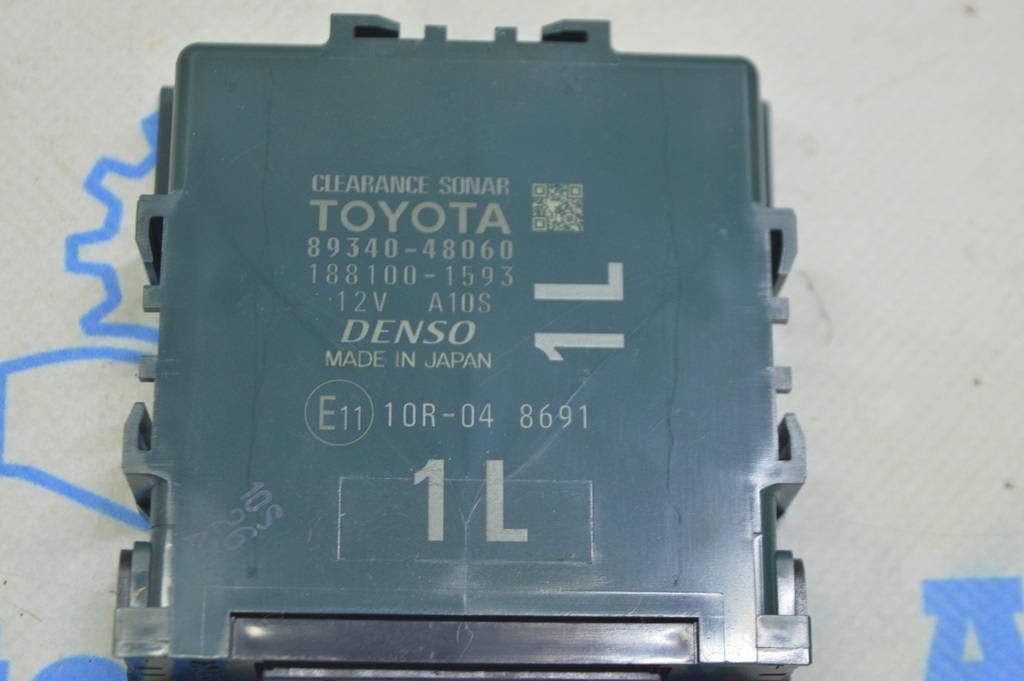 CLEARANCE SONAR
TOYOTA
89340-48060
188100-1593
12V A10S
DENSO
MADE IN JAPAN
1L
E11 10R-04 8691
1L